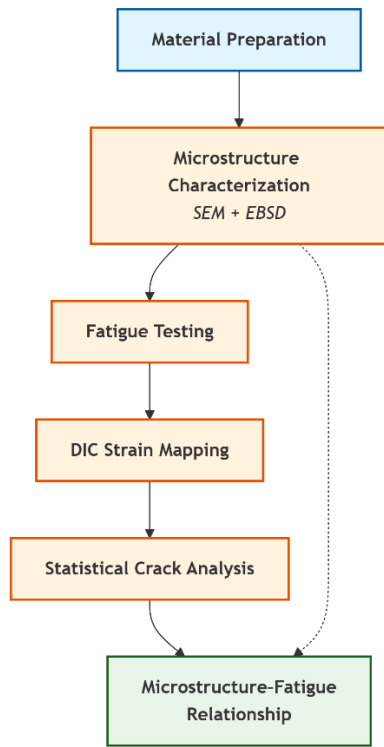 Material Preparation
Microstructure
Characterization
SEM + EBSD
Fatigue Testing
DIC Strain Mapping
Statistical Crack Analysis
Microstructure-Fatigue
Relationship